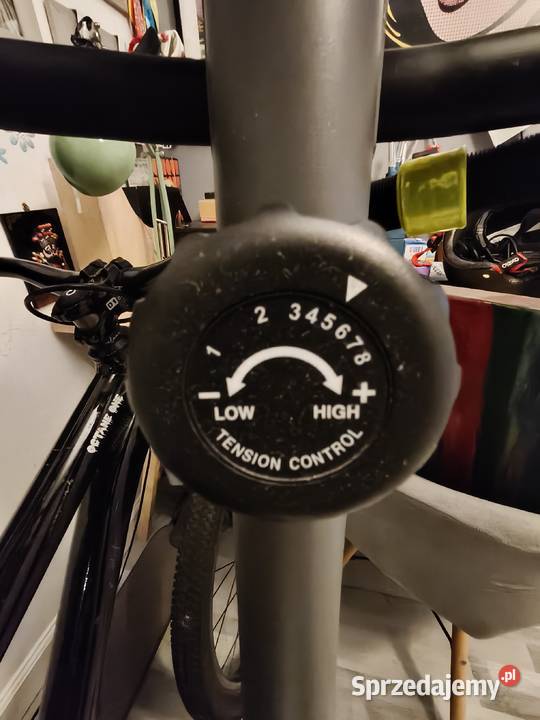 1 2 345678
- +
LOW HIGH
TENSION CONTROL
OCTANE ONE
Sprzedajemy.pl